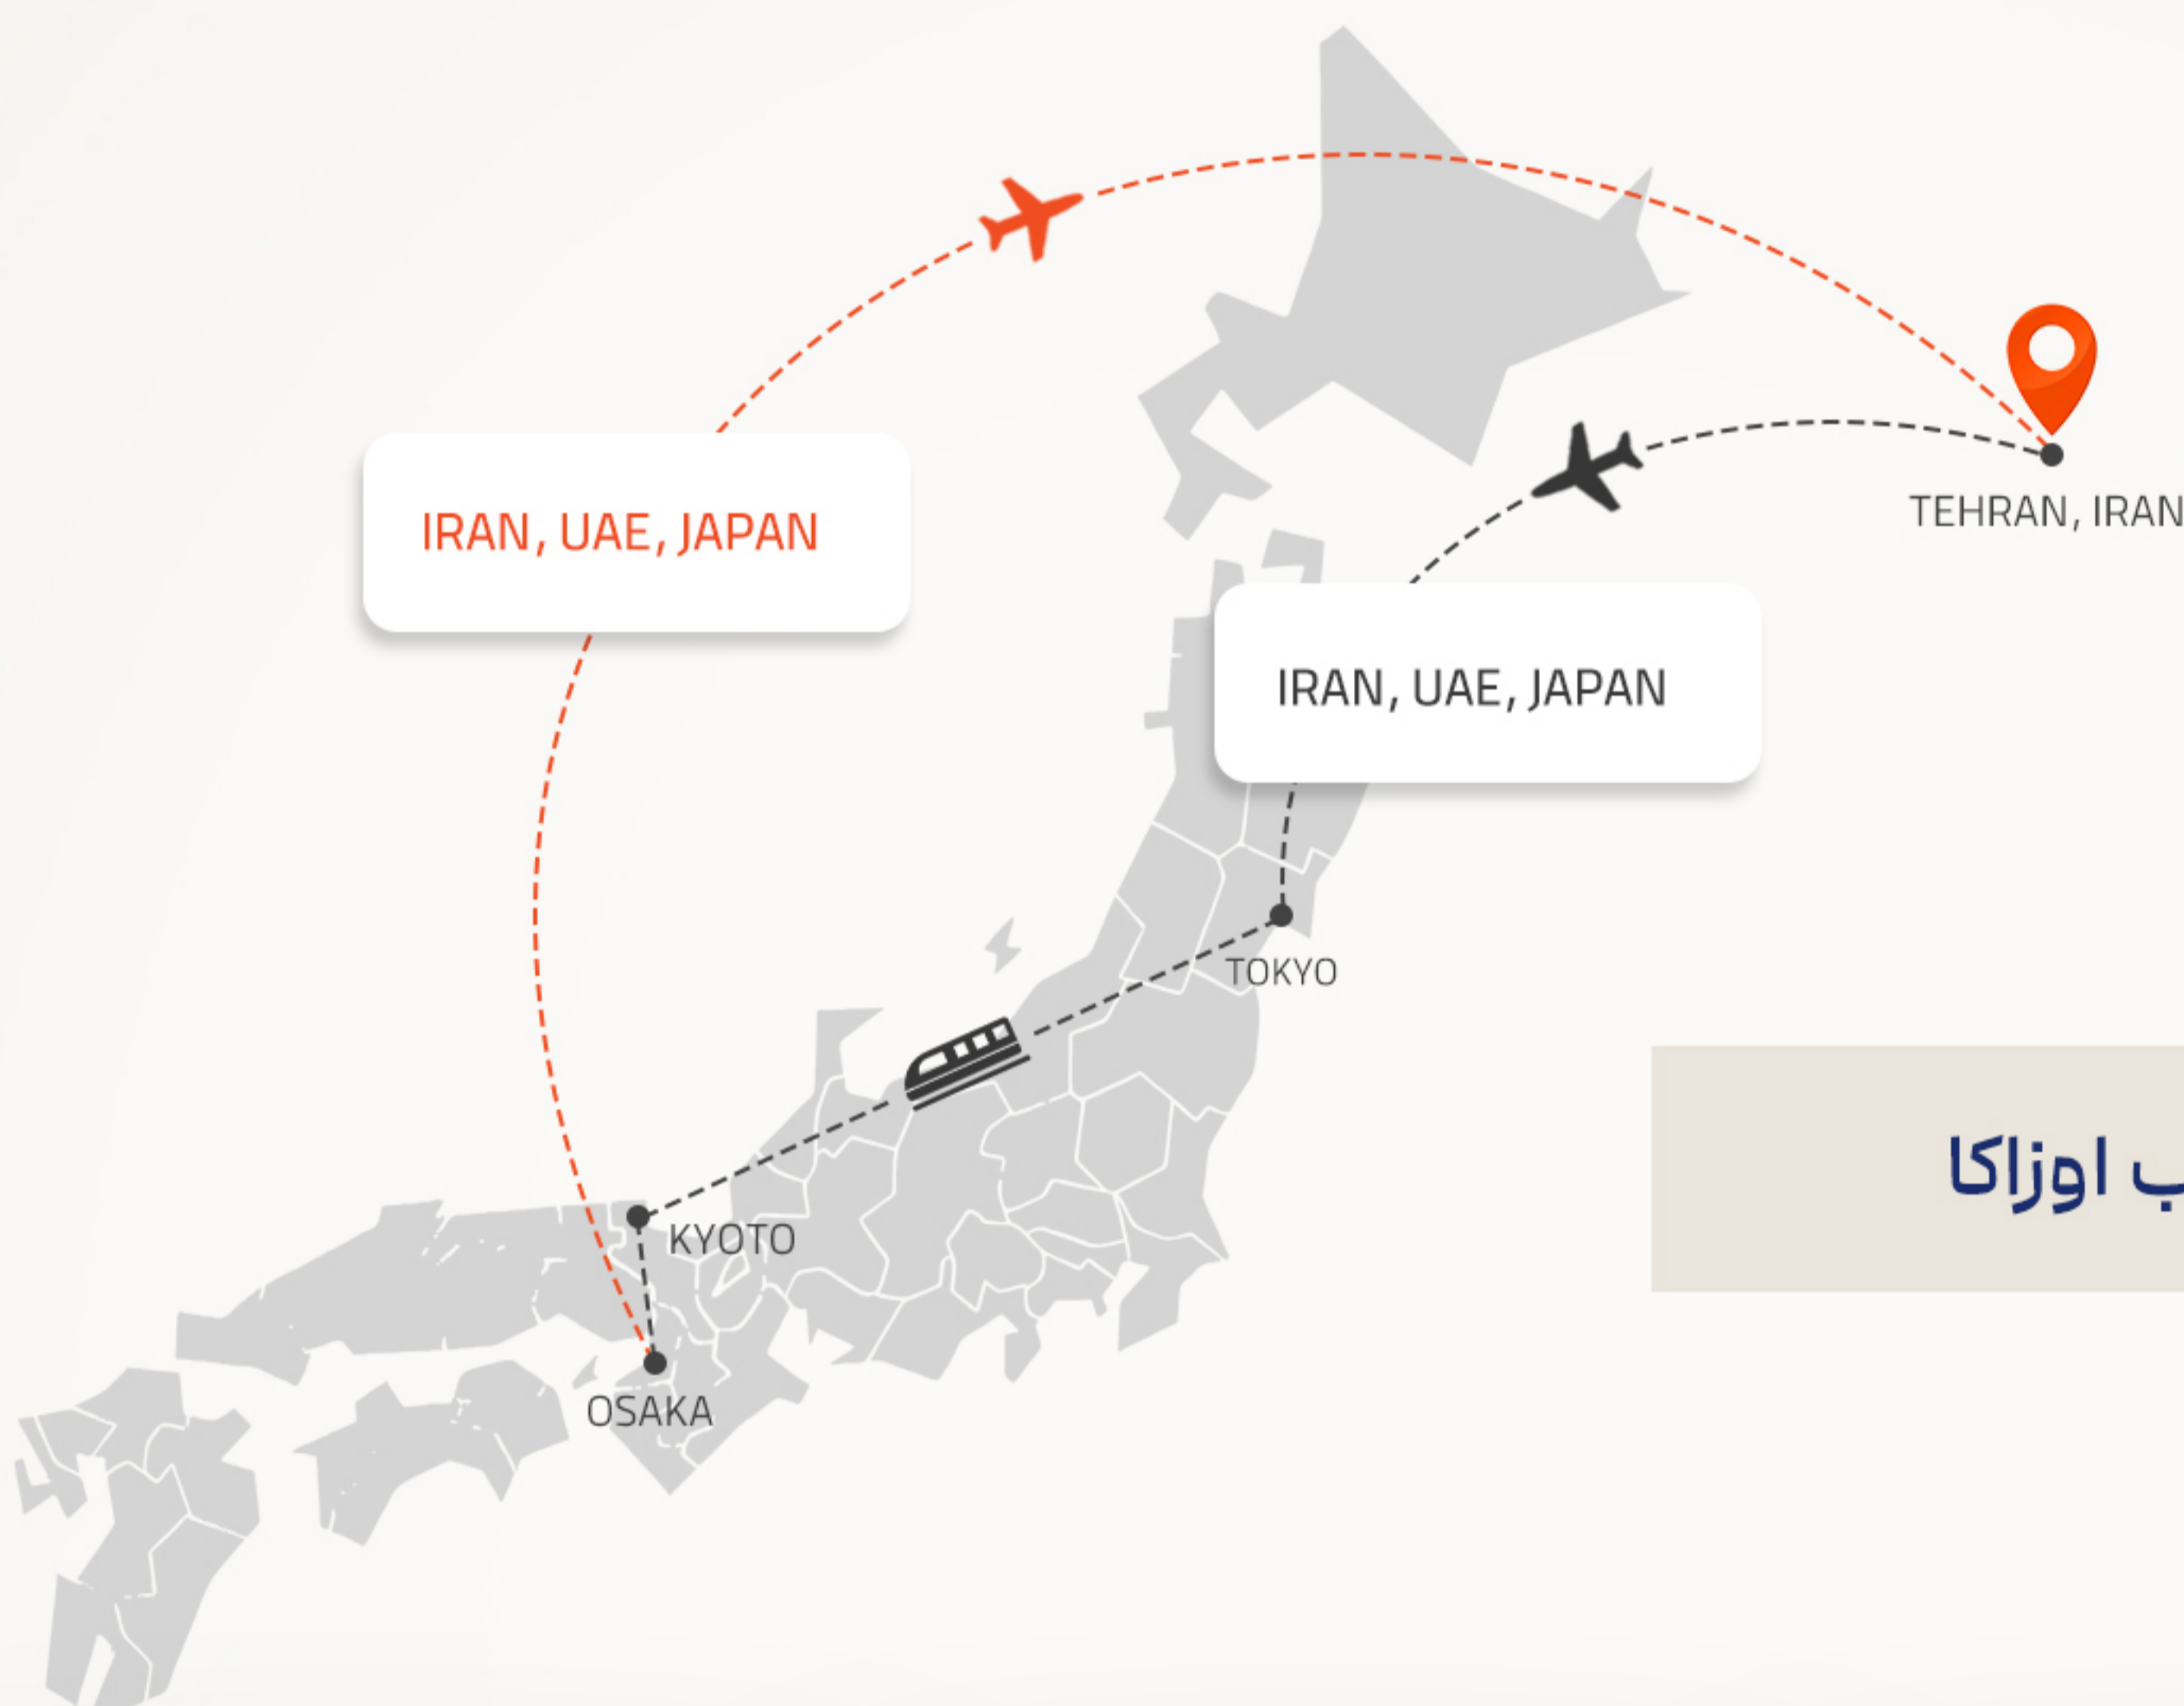 IRAN, UAE, JAPAN
TEHRAN, IRAN
IRAN, UAE, JAPAN
TOKYO
KYOTO
OSAKA
اوزاکا